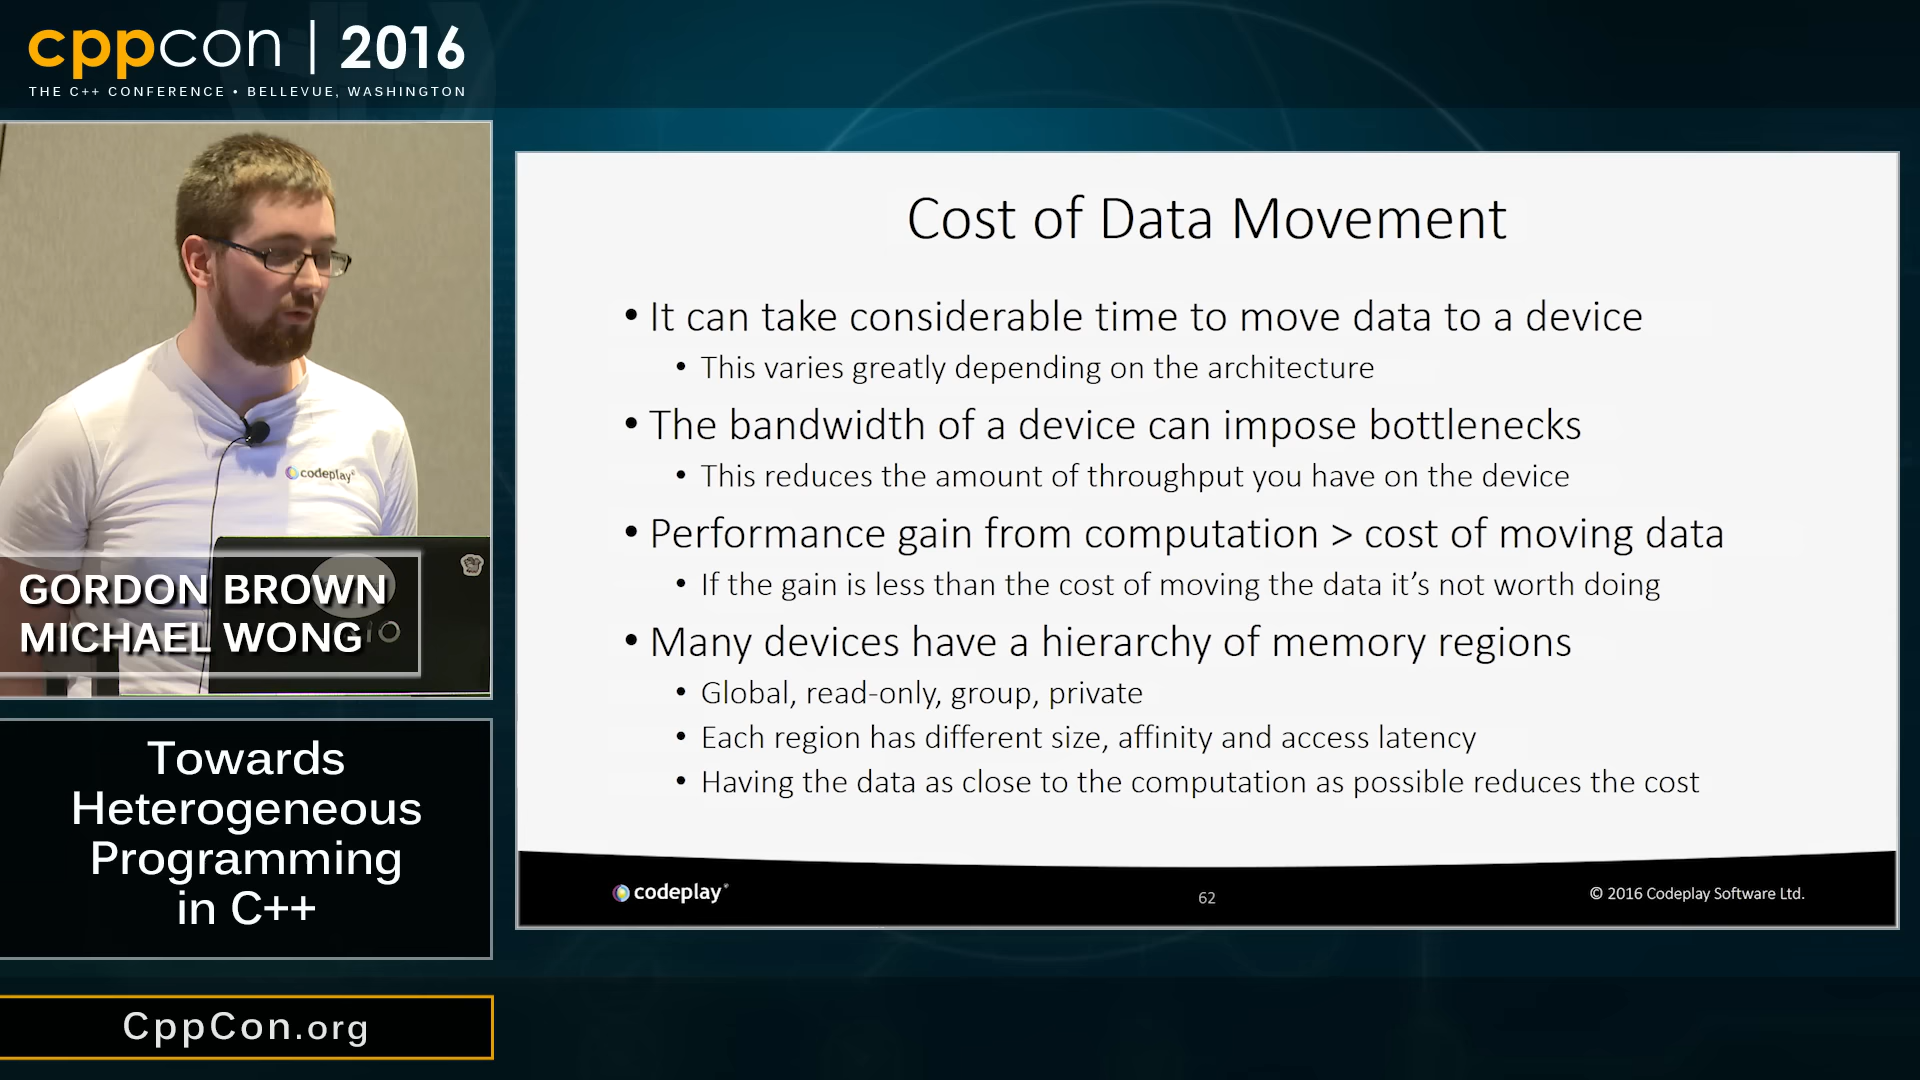 cppcon | 2016
THE C++ CONFERENCE • BELLEVUE, WASHINGTON
codeplay
GORDON BROWN
MICHAEL WONG
Towards
Heterogeneous
Programming
in C++
CppCon.org
Cost of Data Movement
• It can take considerable time to move data to a device
• This varies greatly depending on the architecture
• The bandwidth of a device can impose bottlenecks
• This reduces the amount of throughput you have on the device
• Performance gain from computation > cost of moving data
• If the gain is less than the cost of moving the data it’s not worth doing
• Many devices have a hierarchy of memory regions
• Global, read-only, group, private
• Each region has different size, affinity and access latency
• Having the data as close to the computation as possible reduces the cost
codeplay®
62
© 2016 Codeplay Software Ltd.